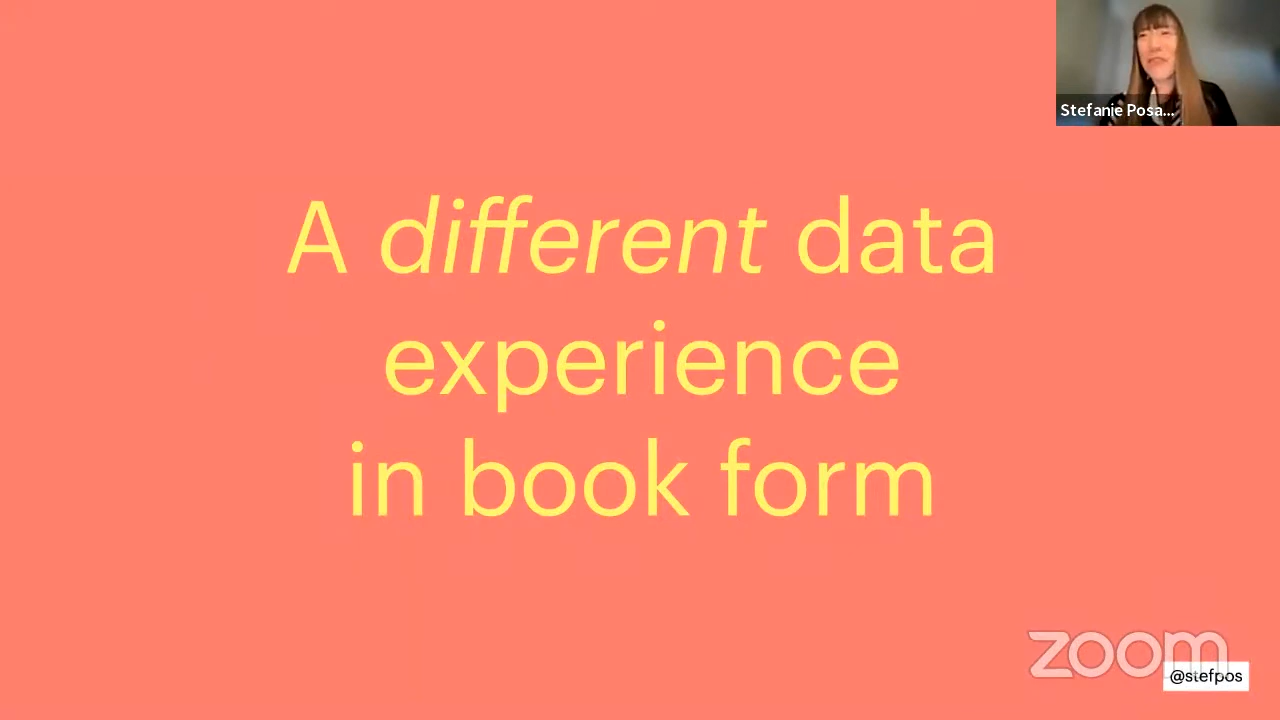 Stefanie Posa...
A different data
experience
in book form
zoom
@stefpos